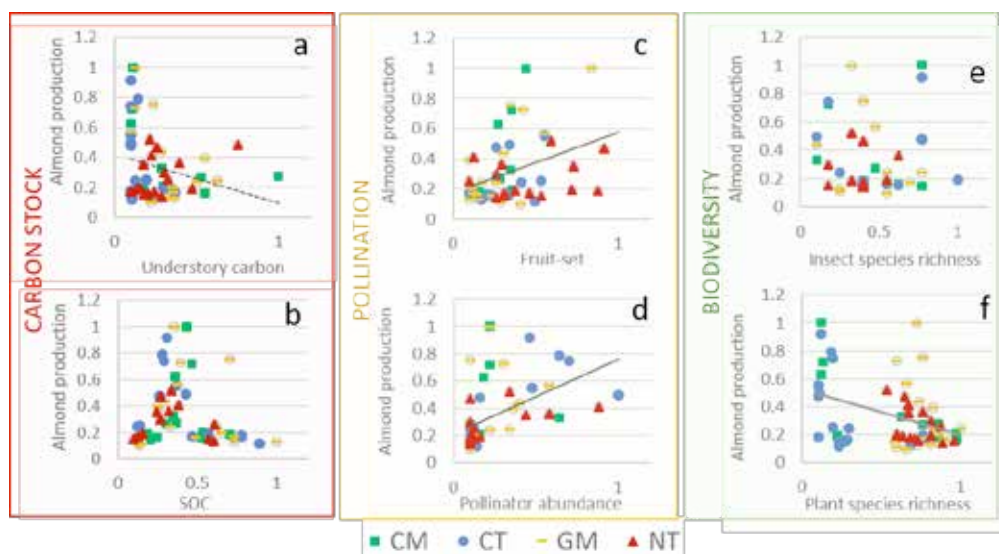 CARBON STOCK
a
Almond production
1.2
1
0.8
0.6
0.4
0.2
0
0
1
Understory carbon
b
Almond production
1.2
1
0.8
0.6
0.4
0.2
0
0
0.5
1
SOC
POLLINATION
c
Almond production
1.2
1
0.8
0.6
0.4
0.2
0
0
1
Fruit-set
d
Almond production
1.2
1
0.8
0.6
0.4
0.2
0
0
1
Pollinator abundance
BIODIVERSITY
e
Almond production
1.2
1
0.8
0.6
0.4
0.2
0
0
0.5
1
Insect species richness
f
Almond production
1.2
1
0.8
0.6
0.4
0.2
0
0
1
Plant species richness
CM CT GM NT